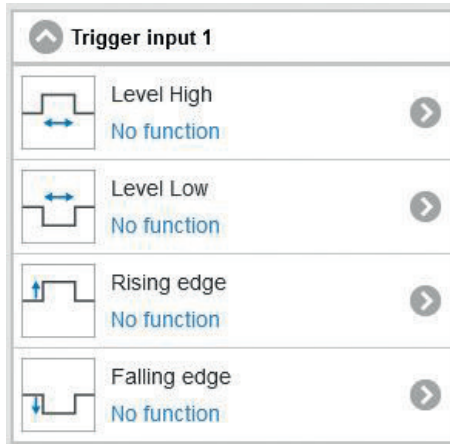 Trigger input 1
Level High
No function
Level Low
No function
Rising edge
No function
Falling edge
No function